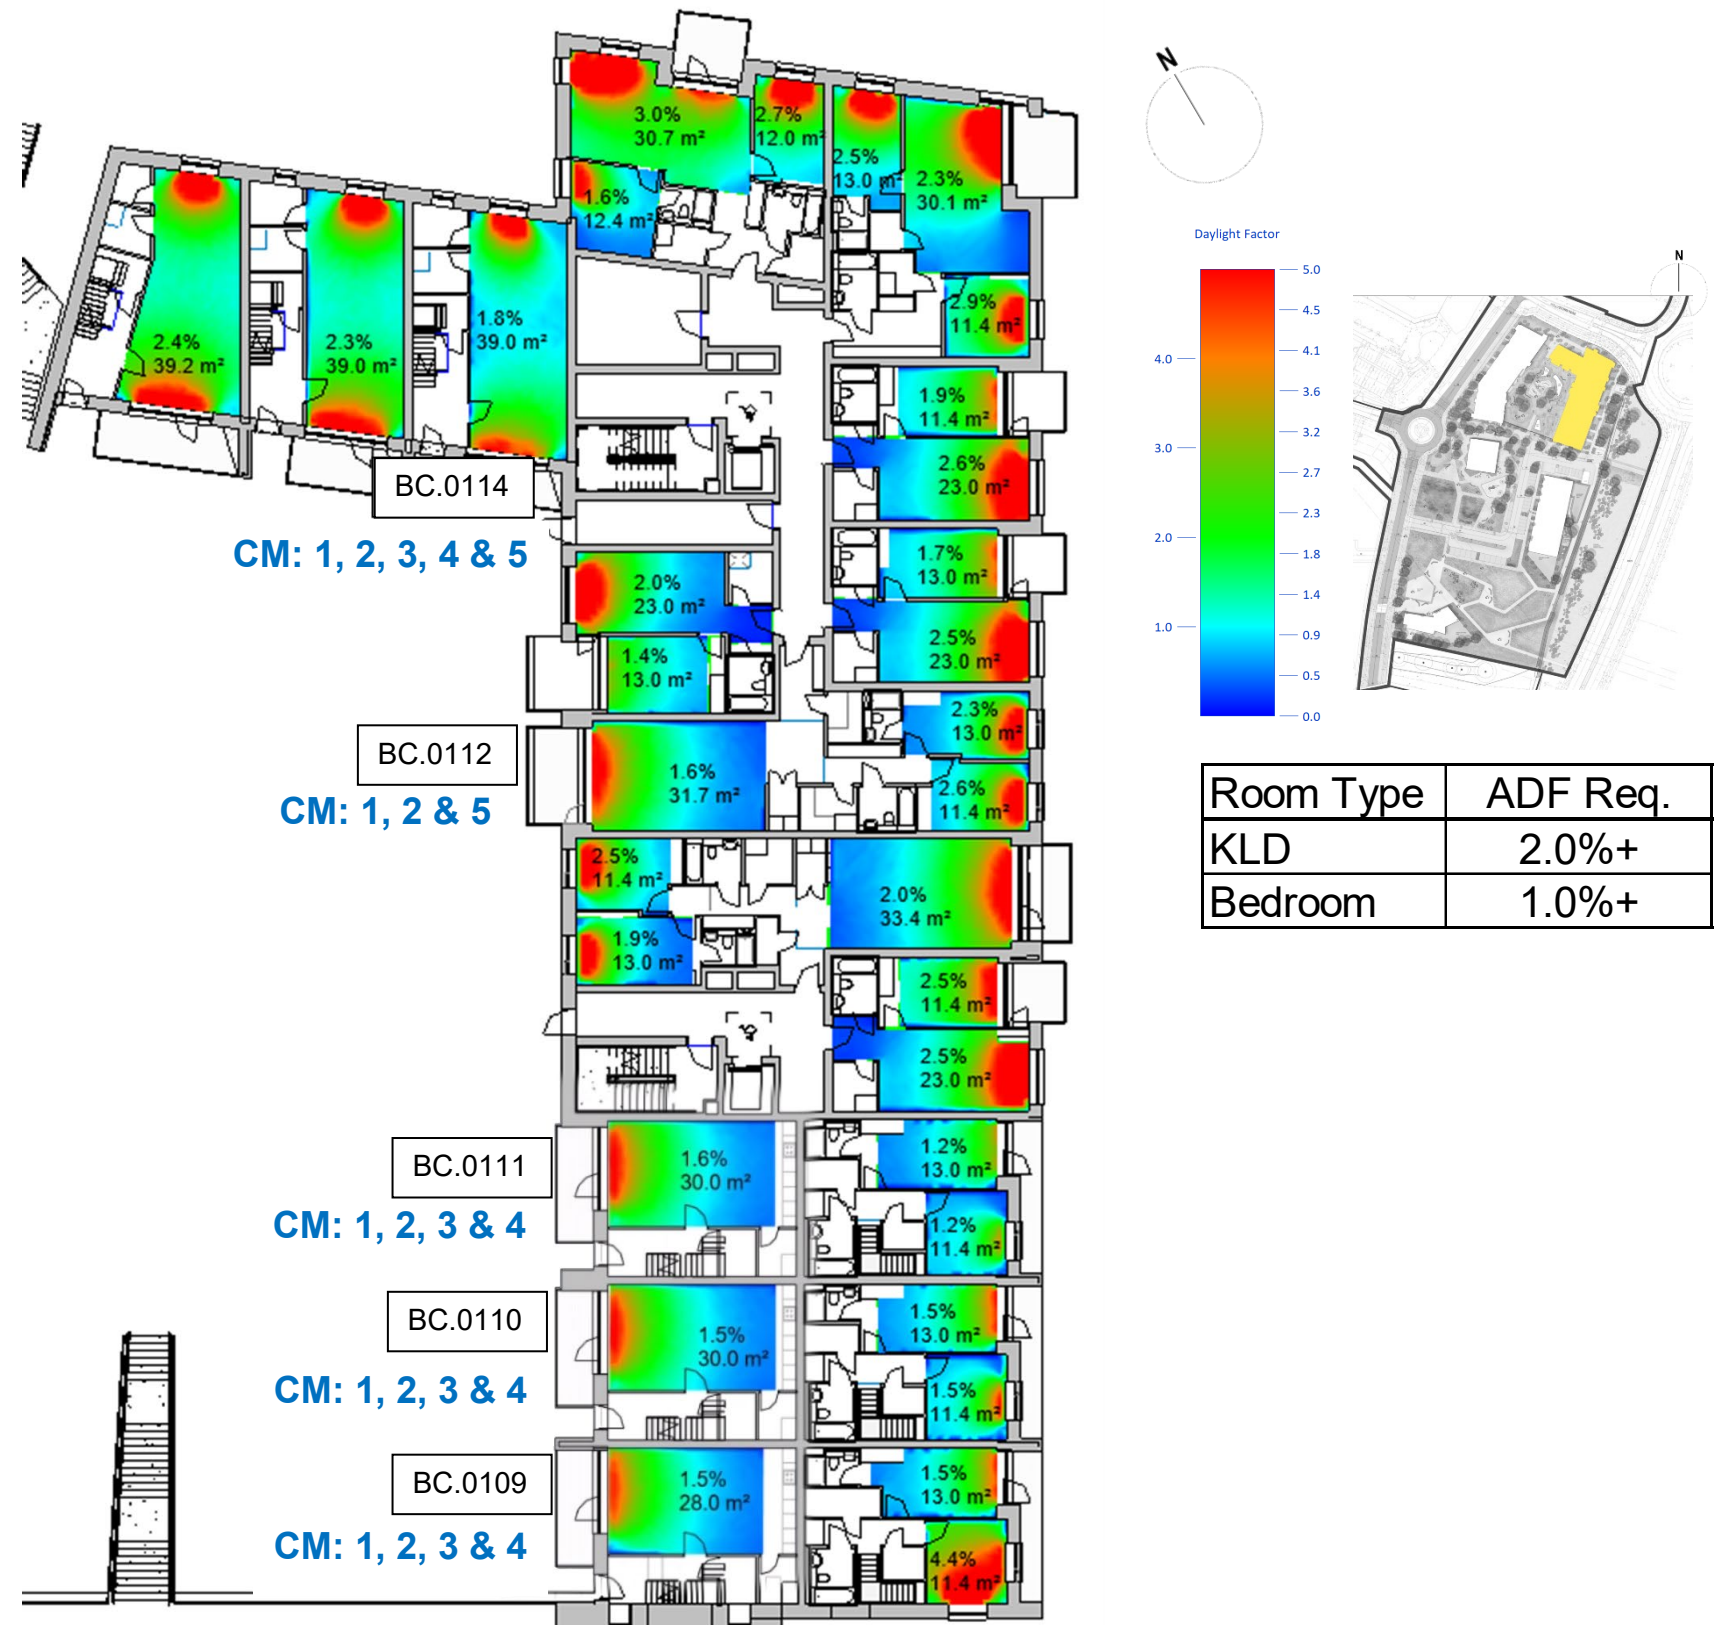 3.0%
30.7 m²
2.7%
12.0 m²
2.5%
13.0 m²
2.3%
30.1 m²
1.6%
12.4 m²
2.4%
39.2 m²
2.3%
39.0 m²
1.8%
39.0 m²
2.9%
11.4 m²
1.9%
11.4 m²
2.6%
23.0 m²
BC.0114
CM: 1, 2, 3, 4 & 5
2.0%
23.0 m²
1.7%
13.0 m²
1.4%
13.0 m²
2.5%
23.0 m²
BC.0112
CM: 1, 2 & 5
1.6%
31.7 m²
2.3%
13.0 m²
2.6%
11.4 m²
2.5%
11.4 m²
2.0%
33.4 m²
1.9%
13.0 m²
2.5%
11.4 m²
2.5%
23.0 m²
BC.0111
CM: 1, 2, 3 & 4
1.6%
30.0 m²
1.2%
13.0 m²
1.2%
11.4 m²
BC.0110
CM: 1, 2, 3 & 4
1.5%
30.0 m²
1.5%
13.0 m²
1.5%
11.4 m²
BC.0109
CM: 1, 2, 3 & 4
1.5%
28.0 m²
1.5%
13.0 m²
4.4%
11.4 m²
N
Daylight Factor
5.0
4.5
4.1
4.0
3.6
3.2
3.0
2.7
2.3
2.0
1.8
1.4
1.0
0.9
0.5
0.0
N
Room Type ADF Req.
KLD 2.0%+
Bedroom 1.0%+